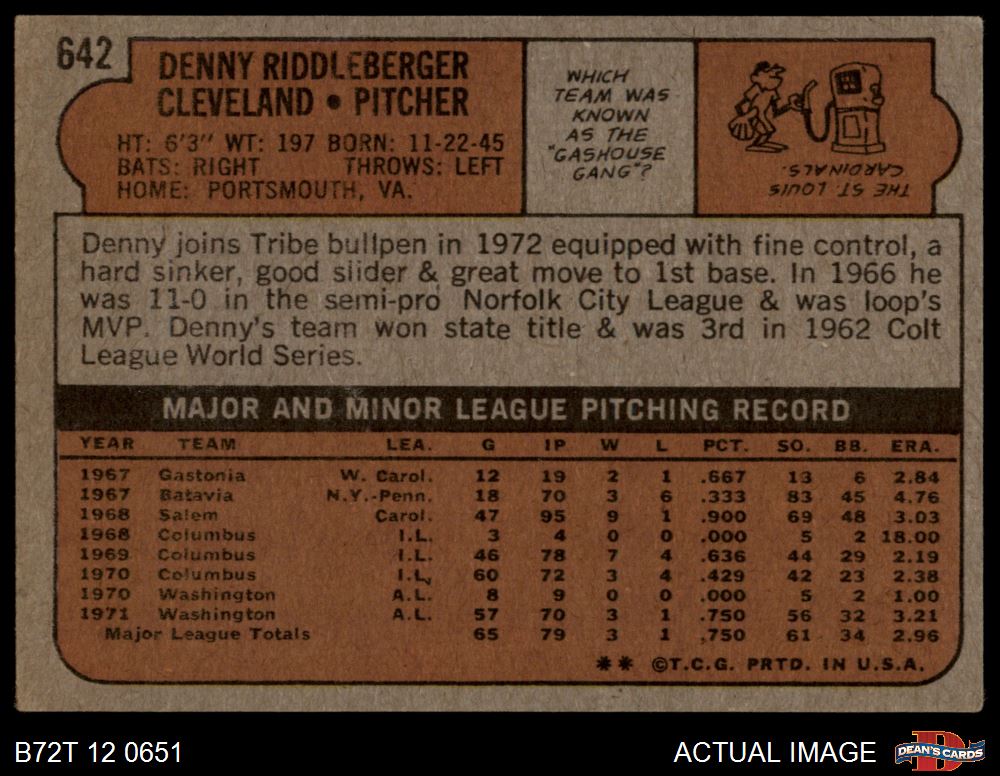 642
DENNY RIDDLEBERGER
CLEVELAND • PITCHER
HT: 6'3" WT: 197 BORN: 11-22-45
BATS: RIGHT THROWS: LEFT
HOME: PORTSMOUTH, VA.
WHICH
TEAM WAS
KNOWN
AS THE
"GASHOUSE
GANG"?
THE ST. LOUIS
CARDINALS.
Denny joins Tribe bullpen in 1972 equipped with fine control, a
hard sinker, good slider & great move to 1st base. In 1966 he
was 11-0 in the semi-pro Norfolk City League & was loop's
MVP. Denny's team won state title & was 3rd in 1962 Colt
League World Series.
MAJOR AND MINOR LEAGUE PITCHING RECORD
YEAR TEAM LEA. G IP W L PCT. SO. BB. ERA.
1967 Gastonia W. Carol. 12 19 2 1 .667 13 6 2.84
1967 Batavia N.Y.-Penn. 18 70 3 6 .333 83 45 4.76
1968 Salem Carol. 47 95 9 1 .900 69 48 3.03
1968 Columbus I.L. 3 4 0 0 .000 5 2 18.00
1969 Columbus I.L. 46 78 7 4 .636 44 29 2.19
1970 Columbus I.L. 60 72 3 4 .429 42 23 2.38
1970 Washington A.L. 8 9 0 0 .000 5 2 1.00
1971 Washington A.L. 57 70 3 1 .750 56 32 3.21
Major League Totals 65 79 3 1 .750 61 34 2.96
** ©T.C.G. PRTD. IN U.S.A.
B72T 12 0651
ACTUAL IMAGE
D
DEAN'S CARDS